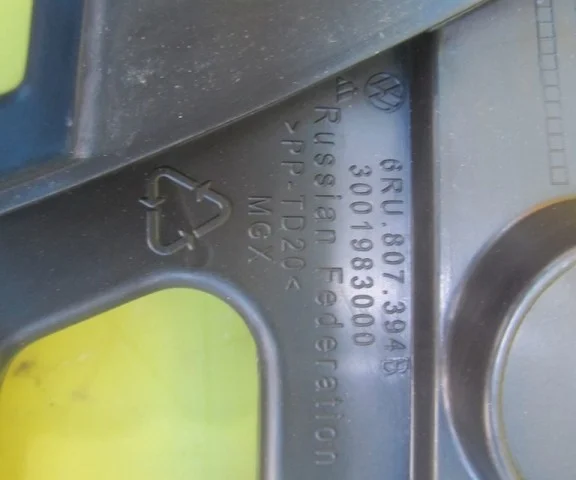 6RU.807.394B
3001983000
Russian Federation
>PP-TD20<
MGX